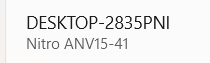 DESKTOP-2835PNI
Nitro ANV15-41